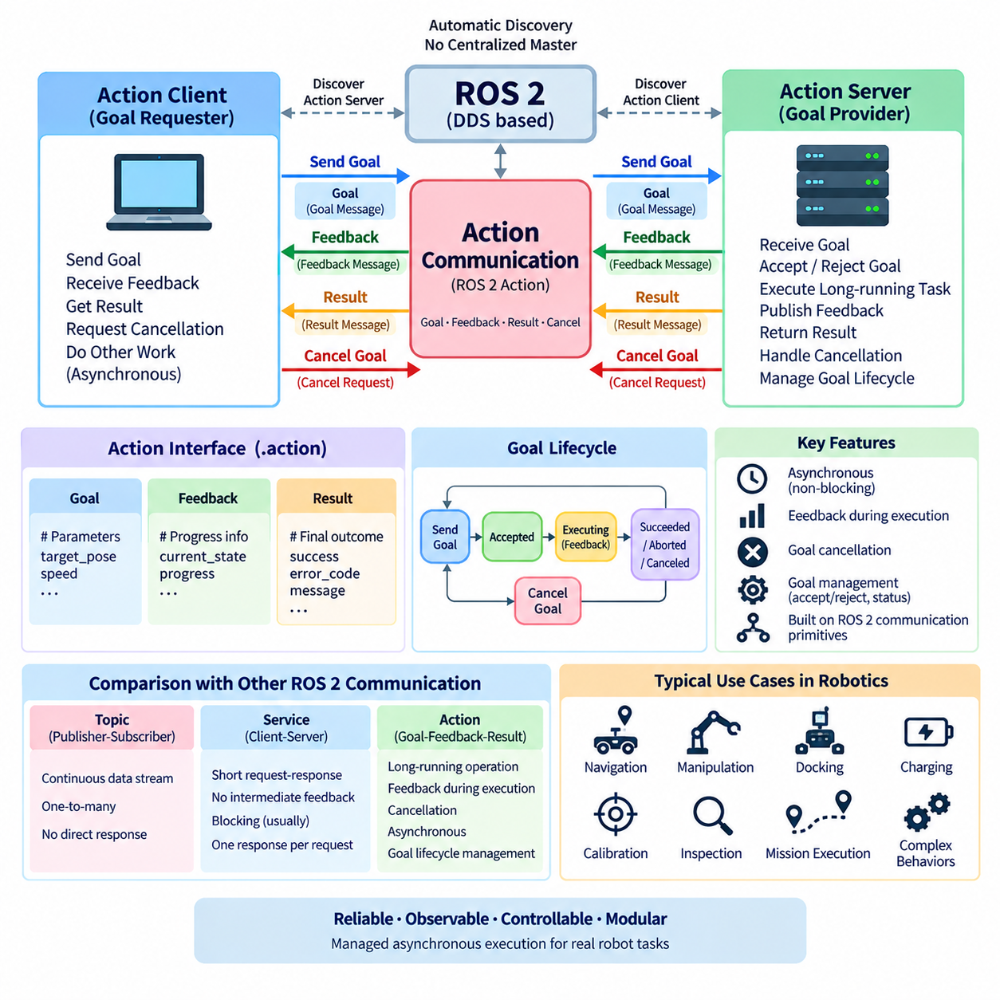 Automatic Discovery
No Centralized Master
Action Client
(Goal Requester)
Send Goal
Receive Feedback
Get Result
Request Cancellation
Do Other Work
(Asynchronous)
Discover
Action Server
ROS 2
(DDS based)
Discover
Action Client
Send Goal
Goal
(Goal Message)
Feedback
(Feedback Message)
Result
(Result Message)
Cancel Goal
(Cancel Request)
Action
Communication
(ROS 2 Action)
Goal · Feedback · Result · Cancel
Send Goal
Goal
(Goal Message)
Feedback
(Feedback Message)
Result
(Result Message)
Cancel Goal
(Cancel Request)
Action Server
(Goal Provider)
Receive Goal
Accept / Reject Goal
Execute Long-running Task
Publish Feedback
Return Result
Handle Cancellation
Manage Goal Lifecycle
Action Interface (.action)
Goal
# Parameters
target_pose
speed
...
Feedback
# Progress info
current_state
progress
...
Result
# Final outcome
success
error_code
message
...
Goal Lifecycle
Send
Goal
Accepted
Executing
(Feedback)
Succeeded
/ Aborted
/ Canceled
Cancel
Goal
Key Features
Asynchronous
(non-blocking)
Eeedback during execution
Goal cancellation
Goal management
(accept/reject, status)
Built on ROS 2 communication
primitives
Comparison with Other ROS 2 Communication
Topic
(Publisher-Subscriber)
Continuous data stream
One-to-many
No direct response
Service
(Client-Server)
Short request-response
No intermediate feedback
Blocking (usually)
One response per request
Action
(Goal-Feedback-Result)
Long-running operation
Feedback during execution
Cancellation
Asynchronous
Goal lifecycle management
Typical Use Cases in Robotics
Navigation
Manipulation
Docking
Charging
Calibration
Inspection
Mission Execution
Complex
Behaviors
Reliable · Observable · Controllable · Modular
Managed asynchronous execution for real robot tasks